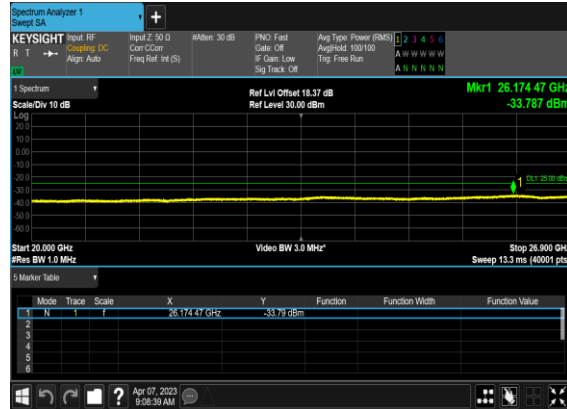 Spectrum Analyzer 1
Swept SA
+
KEYSIGHT Input: RF Input Z: 50 Ω #Atten: 30 dB PNO: Fast Avg Type: Power (RMS) 1 2 3 4 5 6
R T Coupling: DC Corr CCorr Gate: Off Avg|Hold: 100/100 A W W W W W
Align: Auto Freq Ref: Int (S) IF Gain: Low Trig: Free Run
Sig Track: Off A N N N N N
1 Spectrum Ref Lvl Offset 18.37 dB Mkr1 26.174 47 GHz
Scale/Div 10 dB Ref Level 30.00 dBm -33.787 dBm
Log
20.0
10.0
0.00
-10.0
-20.0
1 DL1 -25.00 dBm
-30.0
-40.0
-50.0
-60.0
Start 20.000 GHz Video BW 3.0 MHz* Stop 26.900 GHz
#Res BW 1.0 MHz Sweep 13.3 ms (40001 pts
5 Marker Table
Mode Trace Scale X Y Function Function Width Function Value
1 N 1 f 26.174 47 GHz -33.79 dBm
2
3
4
5
6
? Apr 07, 2023
9:08:39 AM